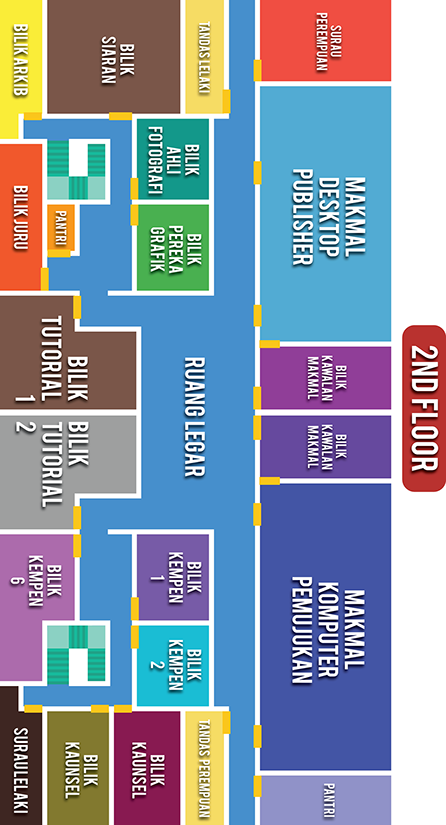 2ND FLOOR
SURAU
PEREMPUAN
MAKMAL
DESKTOP
PUBLISHER
BILIK
KAWALAN
MAKMAL
BILIK
KAWALAN
MAKMAL
MAKMAL
KOMPUTER
PEMUJUKAN
PANTRI
TANDAS LELAKI
BILIK
AHLI
FOTOGRAFI
BILIK
PEREKA
GRAFIK
RUANG LEGAR
BILIK
KEMPEN
1
BILIK
KEMPEN
2
TANDAS PEREMPUAN
BILIK
SIARAN
BILIK
KAUNSEL
BILIK
KAUNSEL
PANTRI
BILIK
TUTORIAL
1
BILIK
TUTORIAL
2
BILIK
KEMPEN
6
BILIK ARKIB
BILIK JURU
SURAU LELAKI